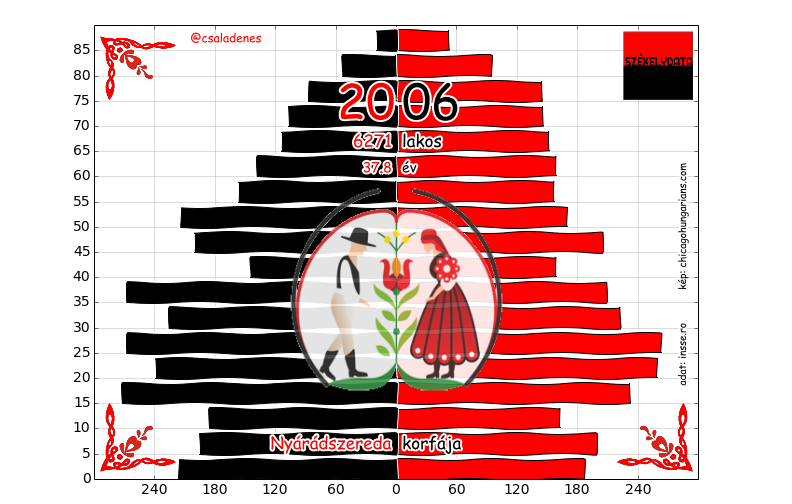 @csaladenes
SZÉKELYDATA
2006
6271 lakos
37.8 év
kép: chicagohungarians.com
adat: insse.ro
Nyárádszereda korfája
85
80
75
70
65
60
55
50
45
40
35
30
25
20
15
10
5
0
240 180 120 60 0 60 120 180 240